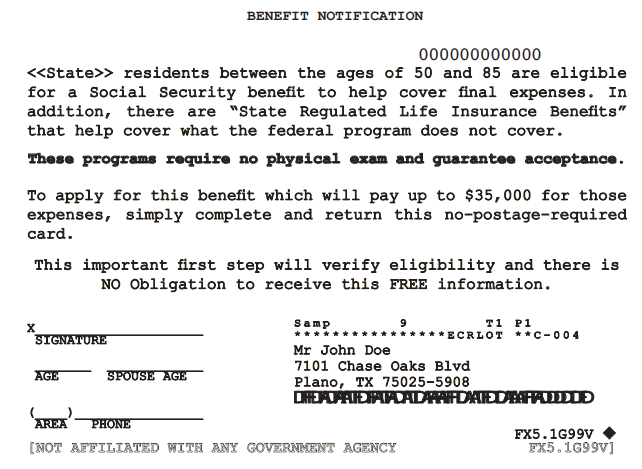 BENEFIT NOTIFICATION
000000000000
<<State>> residents between the ages of 50 and 85 are eligible
for a Social Security benefit to help cover final expenses. In
addition, there are “State Regulated Life Insurance Benefits”
that help cover what the federal program does not cover.
These programs require no physical exam and guarantee acceptance.
To apply for this benefit which will pay up to $35,000 for those
expenses, simply complete and return this no-postage-required
card.
This important first step will verify eligibility and there is
NO Obligation to receive this FREE information.
Samp 9 T1 P1
*****************ECRLOT **C-004
X
SIGNATURE
Mr John Doe
7101 Chase Oaks Blvd
Plano, TX 75025-5908
AGE SPOUSE AGE
( )
AREA PHONE
FX5.1G99V ◆
[NOT AFFILIATED WITH ANY GOVERNMENT AGENCY FX5.1G99V]